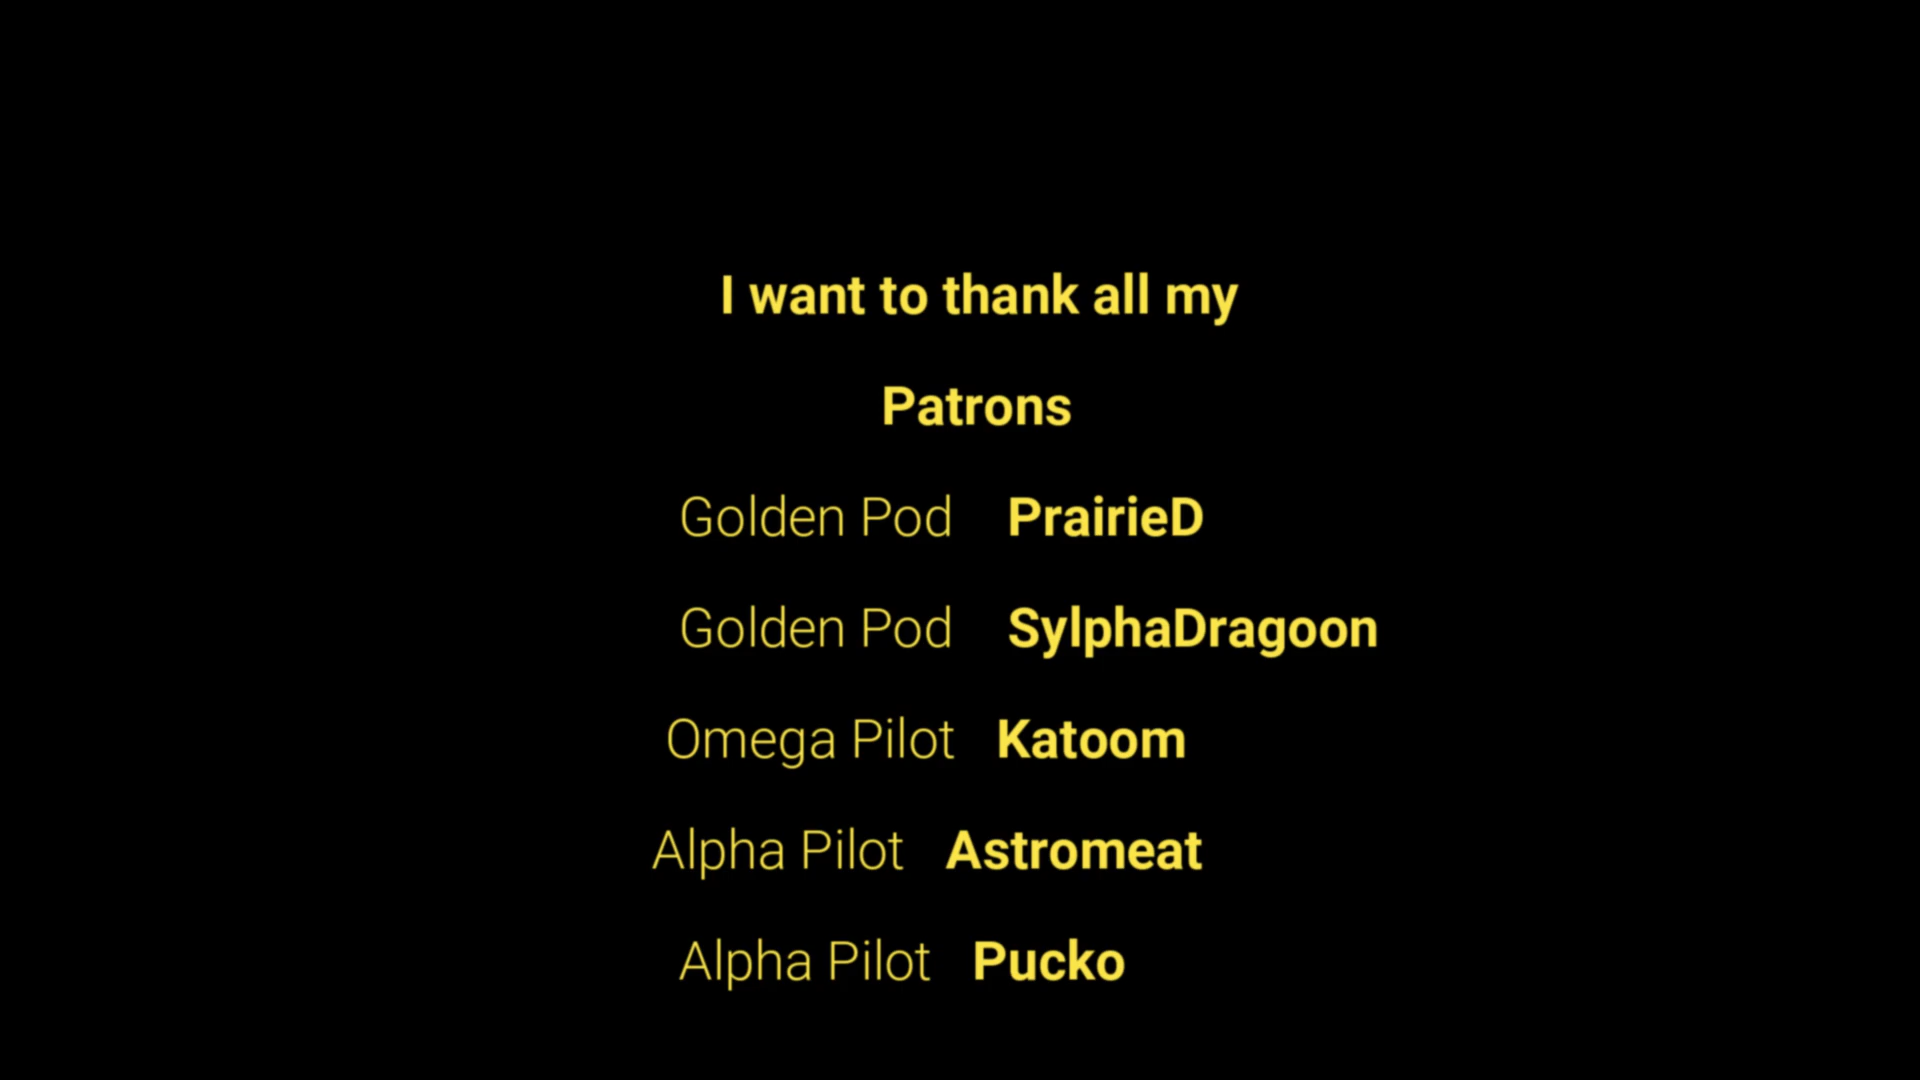 I want to thank all my
Patrons
Golden Pod PrairieD
Golden Pod SylphaDragoon
Omega Pilot Katoom
Alpha Pilot Astromeat
Alpha Pilot Pucko